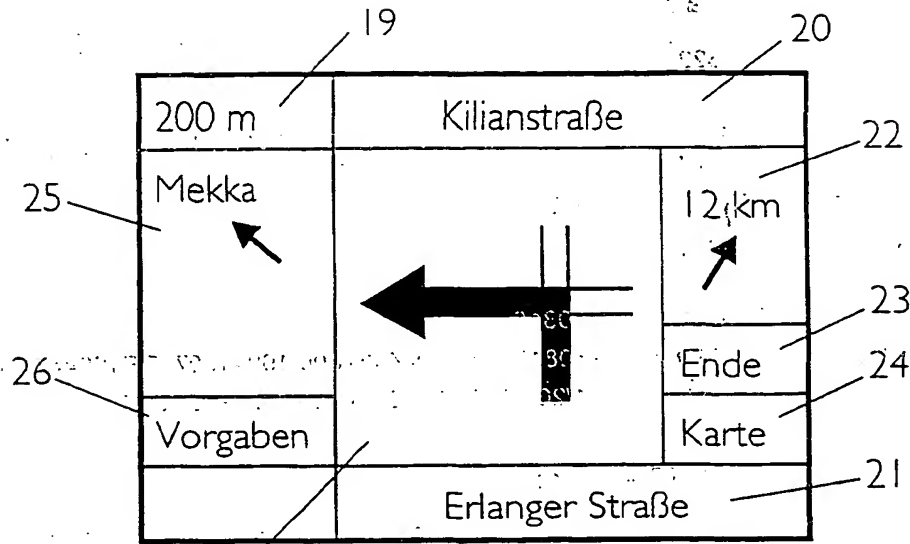 19
20
200 m
Kilianstraße
22
25
Mekka
12 km
23
Ende
24
26
Vorgaben
Karte
21
Erlanger Straße